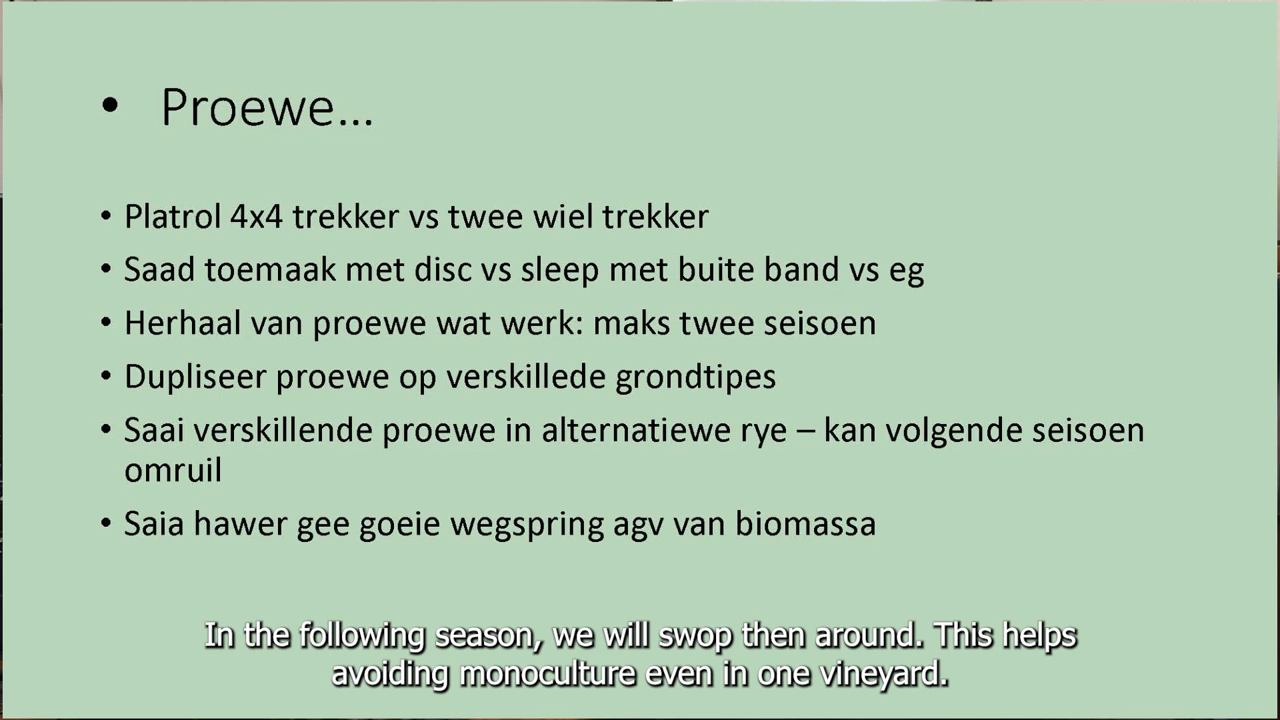 • Proewe...
• Platrol 4x4 trekker vs twee wiel trekker
• Saad toemaak met disc vs sleep met buite band vs eg
• Herhaal van proewe wat werk: maks twee seisoen
• Dupliseer proewe op verskillede grondtipes
• Saai verskillende proewe in alternatiewe rye – kan volgende seisoen
omruil
• Saia hawer gee goeie wegspring agv van biomassa
In the following season, we will swop then around. This helps
avoiding monoculture even in one vineyard.